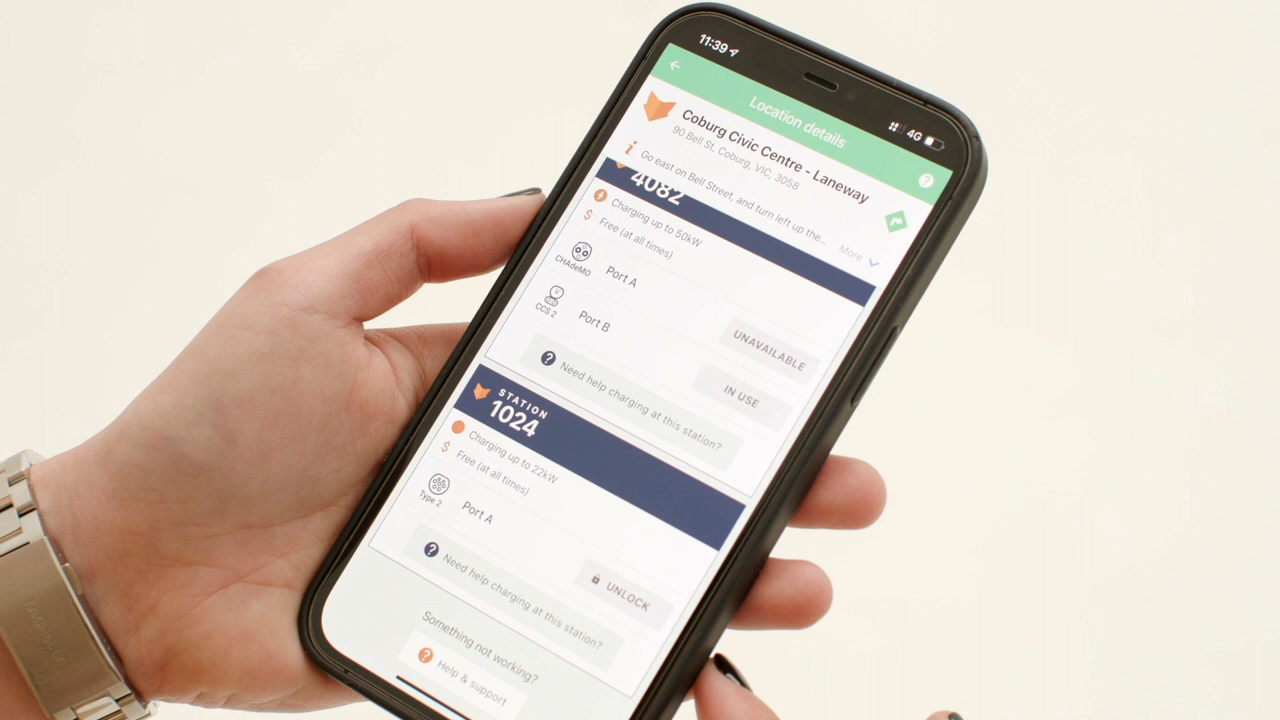 11:39
4G
Location details
?
Coburg Civic Centre - Laneway
90 Bell St, Coburg, VIC, 3058
i Go east on Bell Street, and turn left up the...
More
4082
Charging up to 50kW
$ Free (at all times)
CHAdeMO
Port A
UNAVAILABLE
CCS 2
Port B
IN USE
? Need help charging at this station?
STATION
1024
Charging up to 22kW
$ Free (at all times)
Type 2
Port A
UNLOCK
? Need help charging at this station?
Something not working?
? Help & support